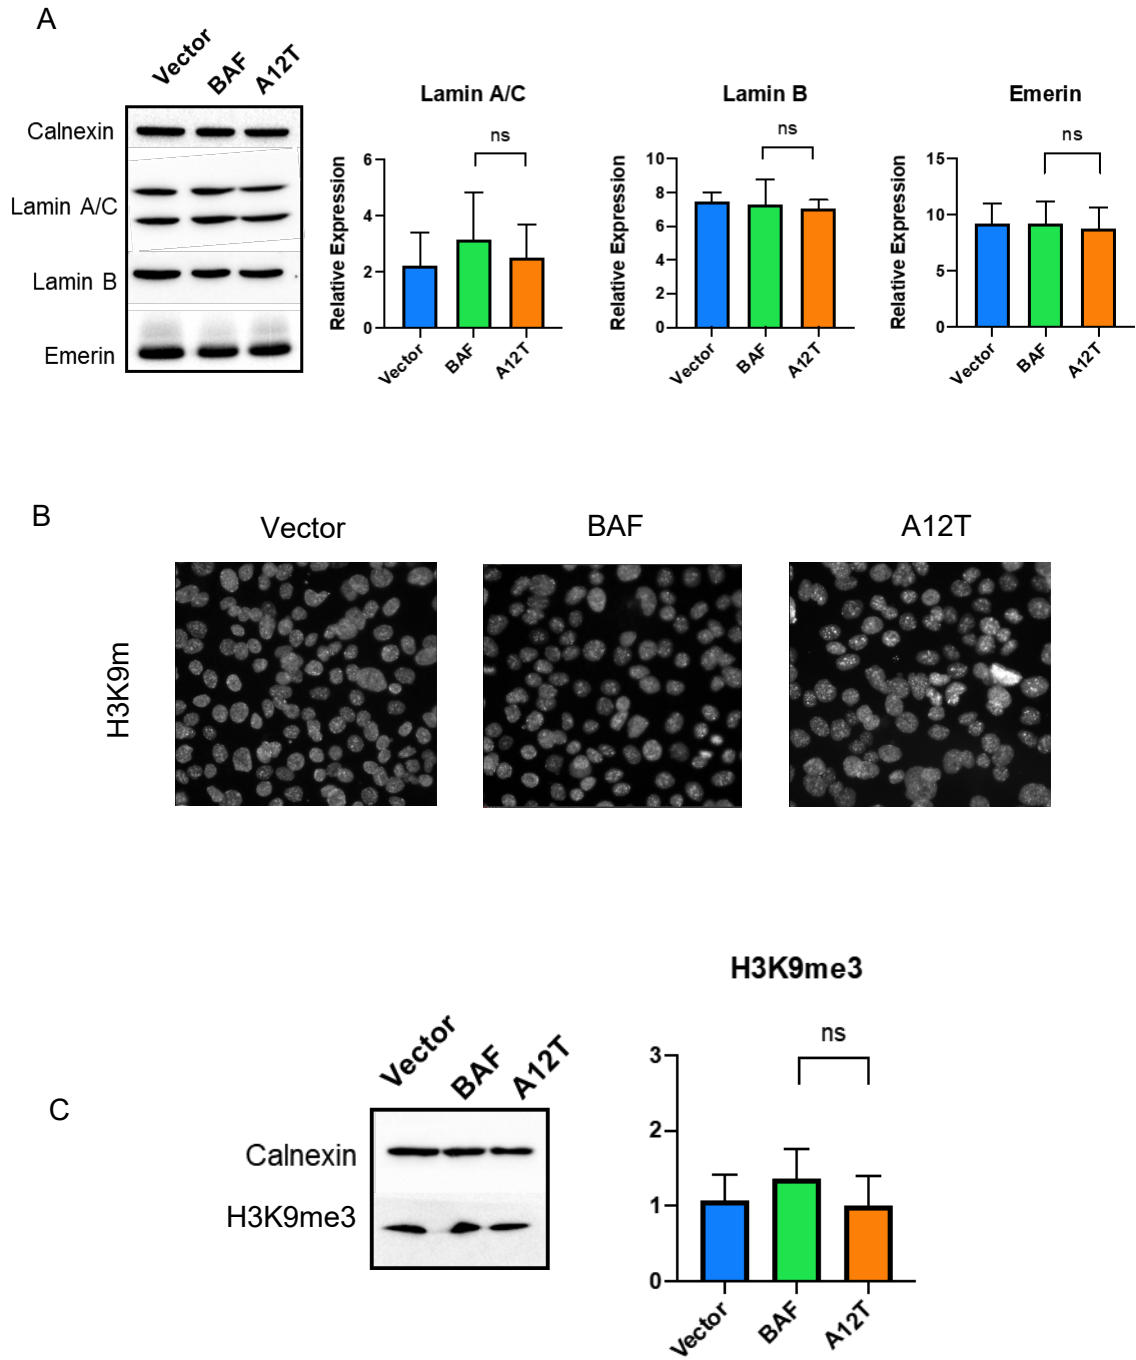 A
Vector
BAF
A12T
Calnexin
Lamin A/C
Lamin B
Emerin
Lamin A/C
ns
Relative Expression
6
4
2
0
Vector
BAF
A12T
Lamin B
ns
Relative Expression
10
8
6
4
2
0
Vector
BAF
A12T
Emerin
ns
Relative Expression
15
10
5
0
Vector
BAF
A12T
B
Vector
BAF
A12T
H3K9m
C
Vector
BAF
A12T
Calnexin
H3K9me3
H3K9me3
ns
3
2
1
0
Vector
BAF
A12T